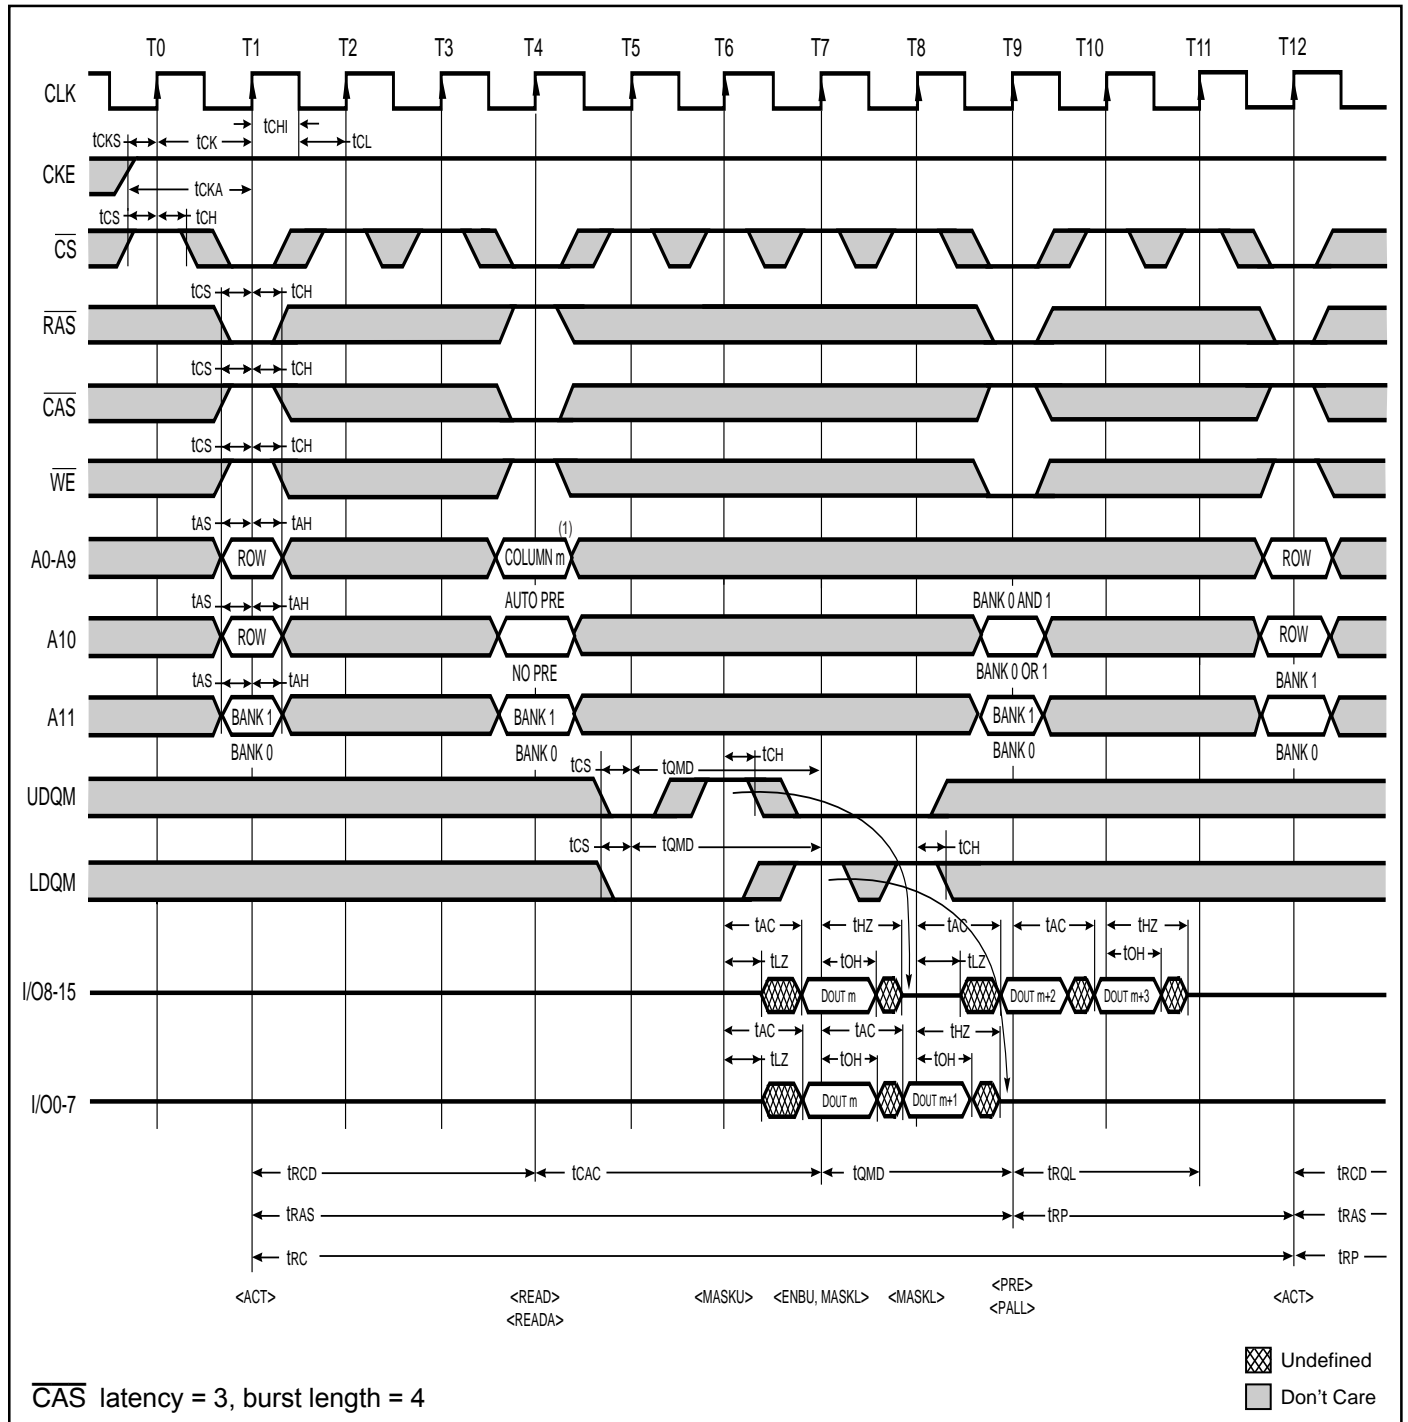 T0 T1 T2 T3 T4 T5 T6 T7 T8 T9 T10 T11 T12
CLK
tCHI
tCKS tCK tCL
CKE
tCKA
tCS tCH
CS
tCS tCH
RAS
tCS tCH
CAS
tCS tCH
WE
tAS tAH (1)
A0-A9 ROW COLUMN m ROW
tAS tAH AUTO PRE BANK 0 AND 1
A10 ROW ROW
tAS tAH NO PRE BANK 0 OR 1 BANK 1
A11 BANK 1 BANK 1 BANK 1
BANK 0 BANK 0 BANK 0 BANK 0
tCS tQMD tCH
UDQM
tCS tQMD tCH
LDQM
tAC tHZ tAC tAC tHZ
tLZ tOH tLZ tOH
I/O8-15 DOUT m DOUT m+2 DOUT m+3
tAC tAC tHZ
tLZ tOH tOH
I/O0-7 DOUT m DOUT m+1
tRCD tCAC tQMD tRQL tRCD
tRAS tRP tRAS
tRC tRP
<ACT> <READ> <MASKU> <ENBU, MASKL> <MASKL> <PRE> <ACT>
<READA> <PALL>
Undefined
Don't Care
CAS latency = 3, burst length = 4